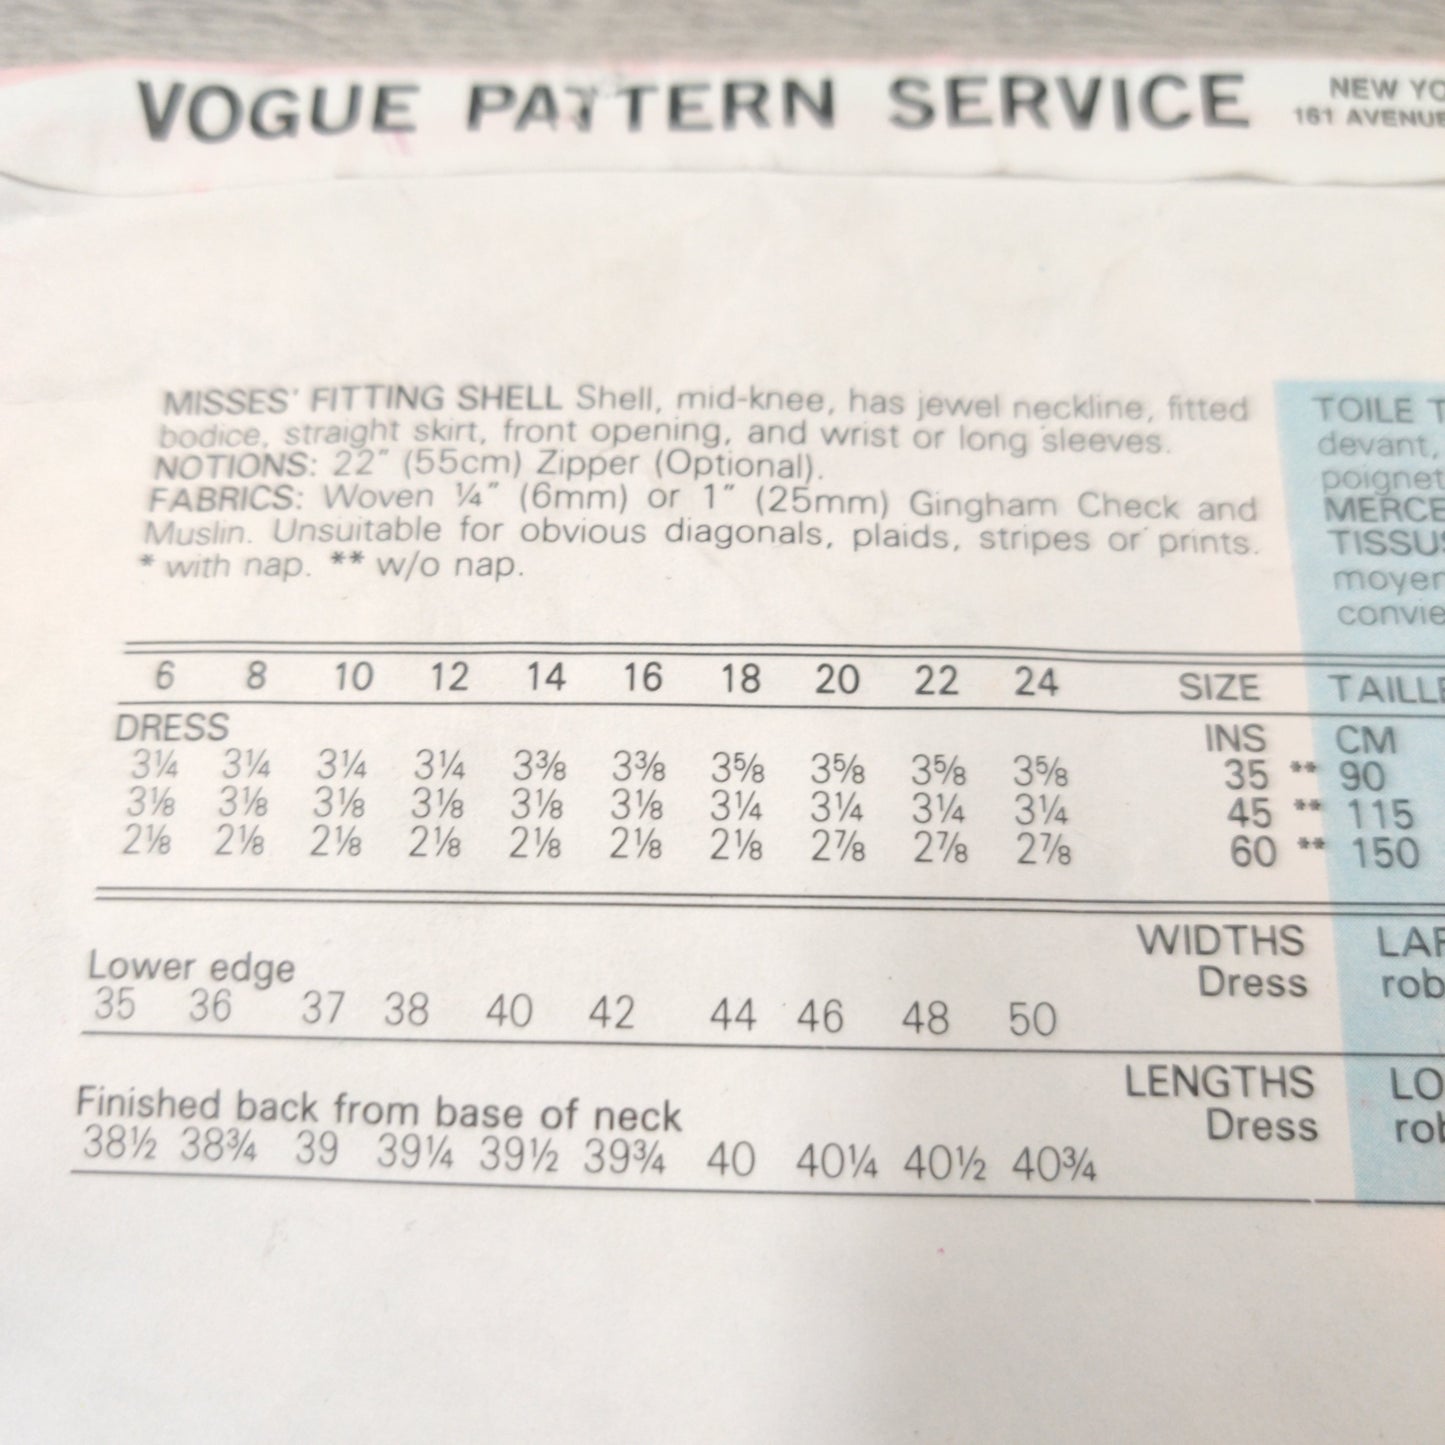 VOGUE PATTERN SERVICE
NEW YO
161 AVENUE
MISSES' FITTING SHELL Shell, mid-knee, has jewel neckline, fitted
bodice, straight skirt, front opening, and wrist or long sleeves.
NOTIONS: 22" (55cm) Zipper (Optional).
FABRICS: Woven ¼" (6mm) or 1" (25mm) Gingham Check and
Muslin. Unsuitable for obvious diagonals, plaids, stripes or prints.
* with nap. ** w/o nap.
TOILE T
devant,
poignet
MERCE
TISSUS
moyen
convie
6 8 10 12 14 16 18 20 22 24 SIZE TAILLE
DRESS INS CM
3¼ 3¼ 3¼ 3¼ 3⅜ 3⅜ 3⅝ 3⅝ 3⅝ 3⅝ 35 ** 90
3⅛ 3⅛ 3⅛ 3⅛ 3⅛ 3⅛ 3¼ 3¼ 3¼ 3¼ 45 ** 115
2⅛ 2⅛ 2⅛ 2⅛ 2⅛ 2⅛ 2⅛ 2⅞ 2⅞ 2⅞ 60 ** 150
WIDTHS LAR
Lower edge Dress rob
35 36 37 38 40 42 44 46 48 50
LENGTHS LO
Finished back from base of neck Dress rob
38½ 38¾ 39 39¼ 39½ 39¾ 40 40¼ 40½ 40¾